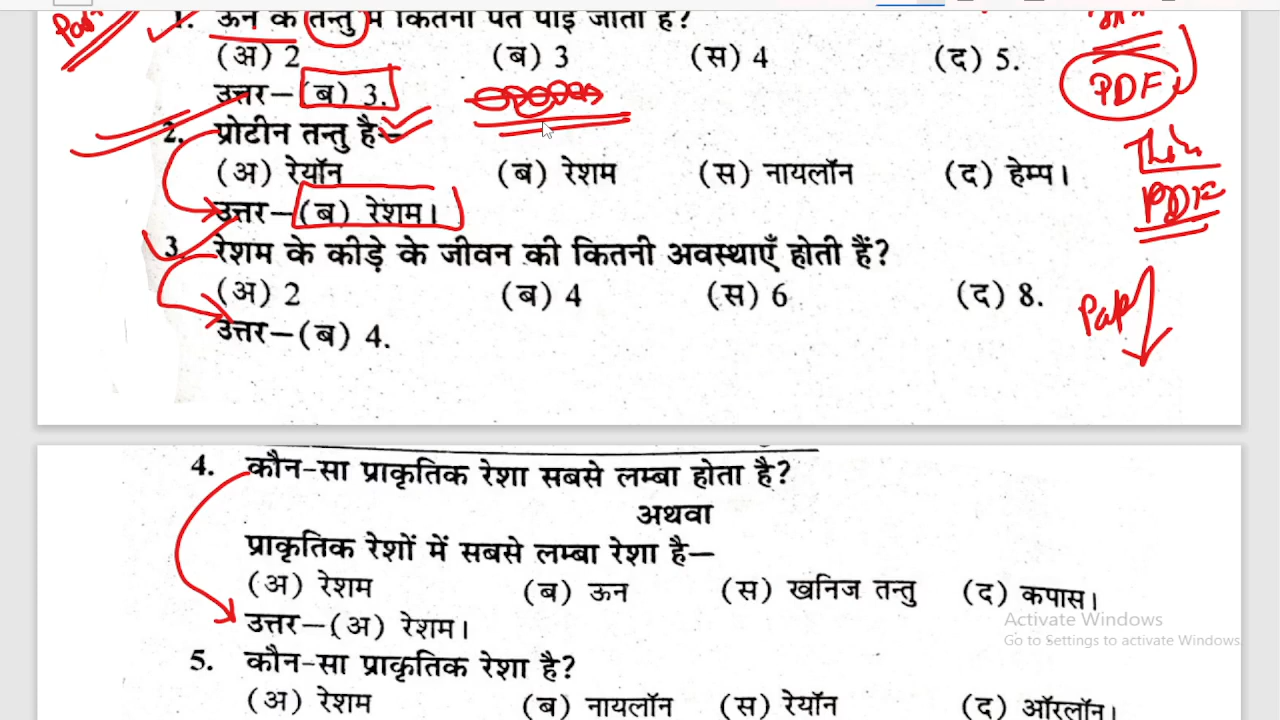 1. ऊन के तन्तु में कितनी पर्तें पाई जाती हैं?
(अ) 2 (ब) 3 (स) 4 (द) 5.
उत्तर–(ब) 3.
PDF
2. प्रोटीन तन्तु है–
This
(अ) रेयॉन (ब) रेशम (स) नायलॉन (द) हेम्प।
PDF
उत्तर–(ब) रेशम।
3. रेशम के कीड़े के जीवन की कितनी अवस्थाएँ होती हैं?
(अ) 2 (ब) 4 (स) 6 (द) 8.
उत्तर–(ब) 4.
4. कौन-सा प्राकृतिक रेशा सबसे लम्बा होता है?
अथवा
प्राकृतिक रेशों में सबसे लम्बा रेशा है–
(अ) रेशम (ब) ऊन (स) खनिज तन्तु (द) कपास।
Activate Windows
उत्तर–(अ) रेशम।
Go to Settings to activate Windows.
5. कौन-सा प्राकृतिक रेशा है?
(अ) रेशम (ब) नायलॉन (स) रेयॉन (द) ऑरलॉन।